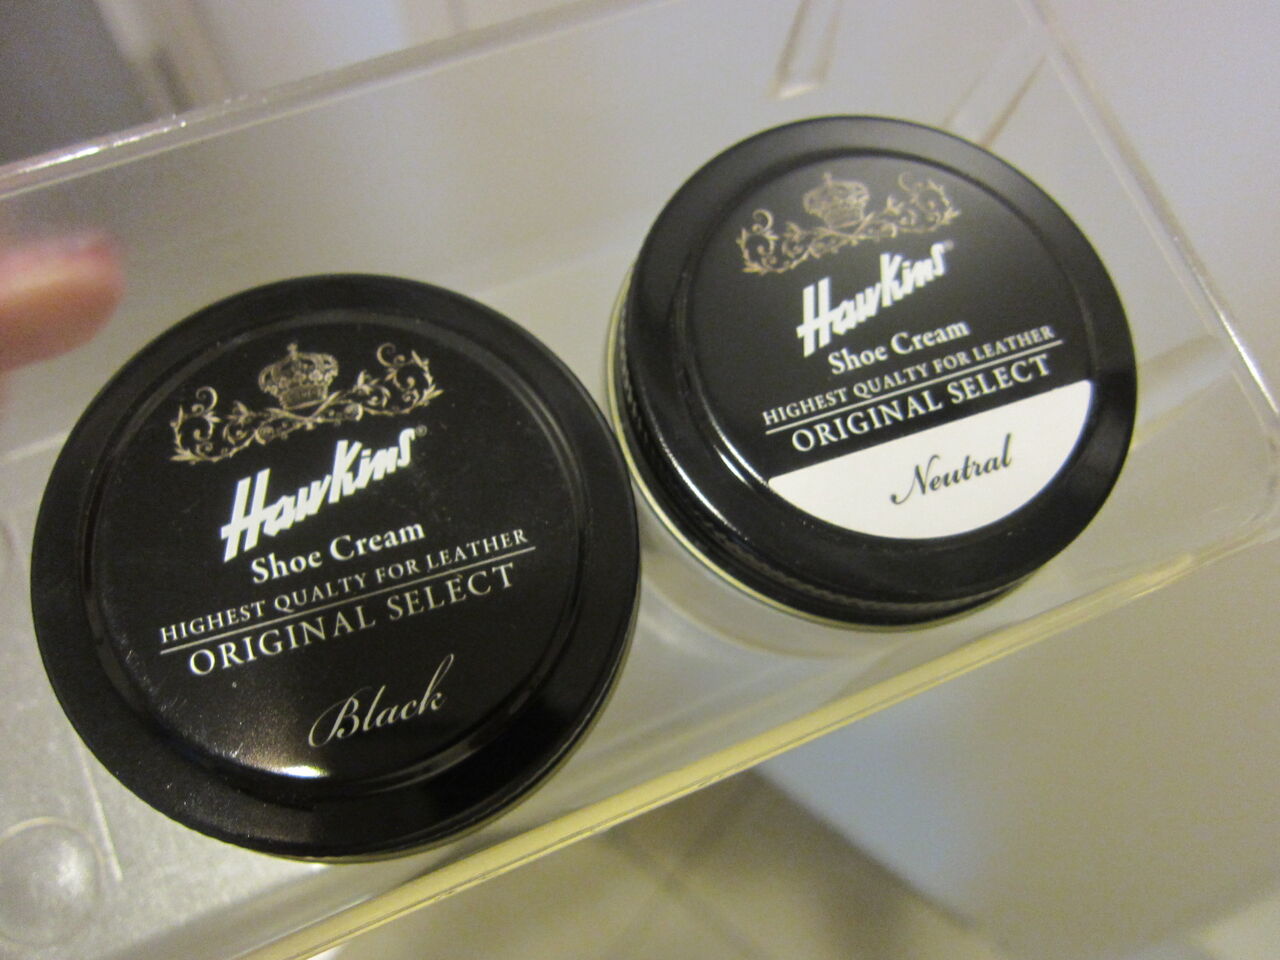 Hawkins®
Shoe Cream
HIGHEST QUALTY FOR LEATHER
ORIGINAL SELECT
Black
Hawkins®
Shoe Cream
HIGHEST QUALTY FOR LEATHER
ORIGINAL SELECT
Neutral